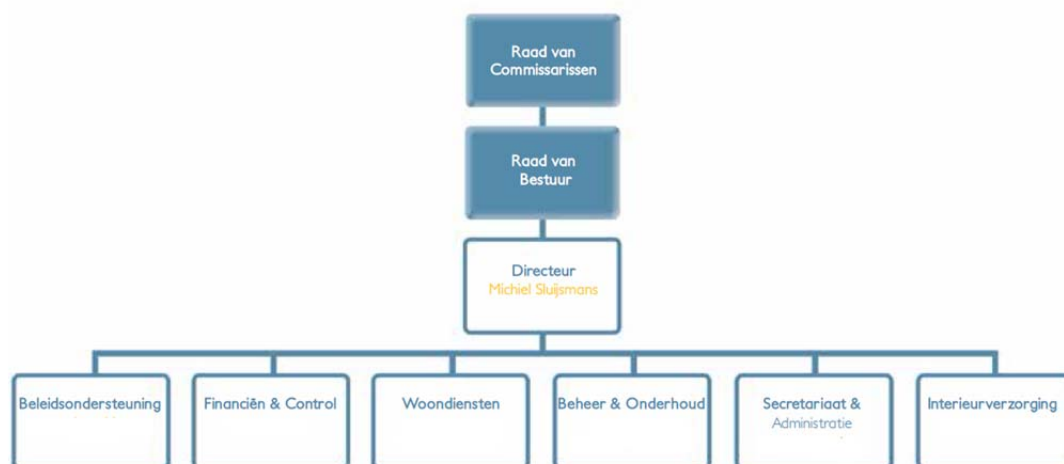 Raad van
Commissarissen
Raad van
Bestuur
Directeur
Michiel Sluijsmans
Beleidsondersteuning
Financiën & Control
Woondiensten
Beheer & Onderhoud
Secretariaat &
Administratie
Interieurverzorging